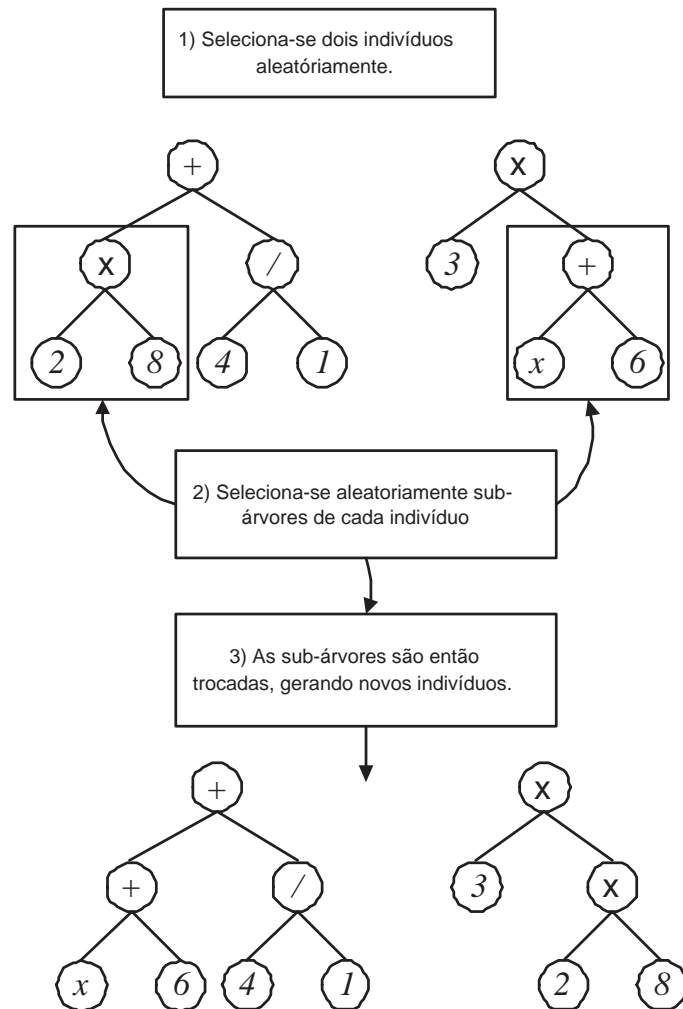 1) Seleciona-se dois indivíduos
aleatóriamente.
+ x
x / 3 +
2 8 4 1 x 6
2) Seleciona-se aleatoriamente sub-
árvores de cada indivíduo
3) As sub-árvores são então
trocadas, gerando novos indivíduos.
+ x
+ / 3 x
x 6 4 1 2 8